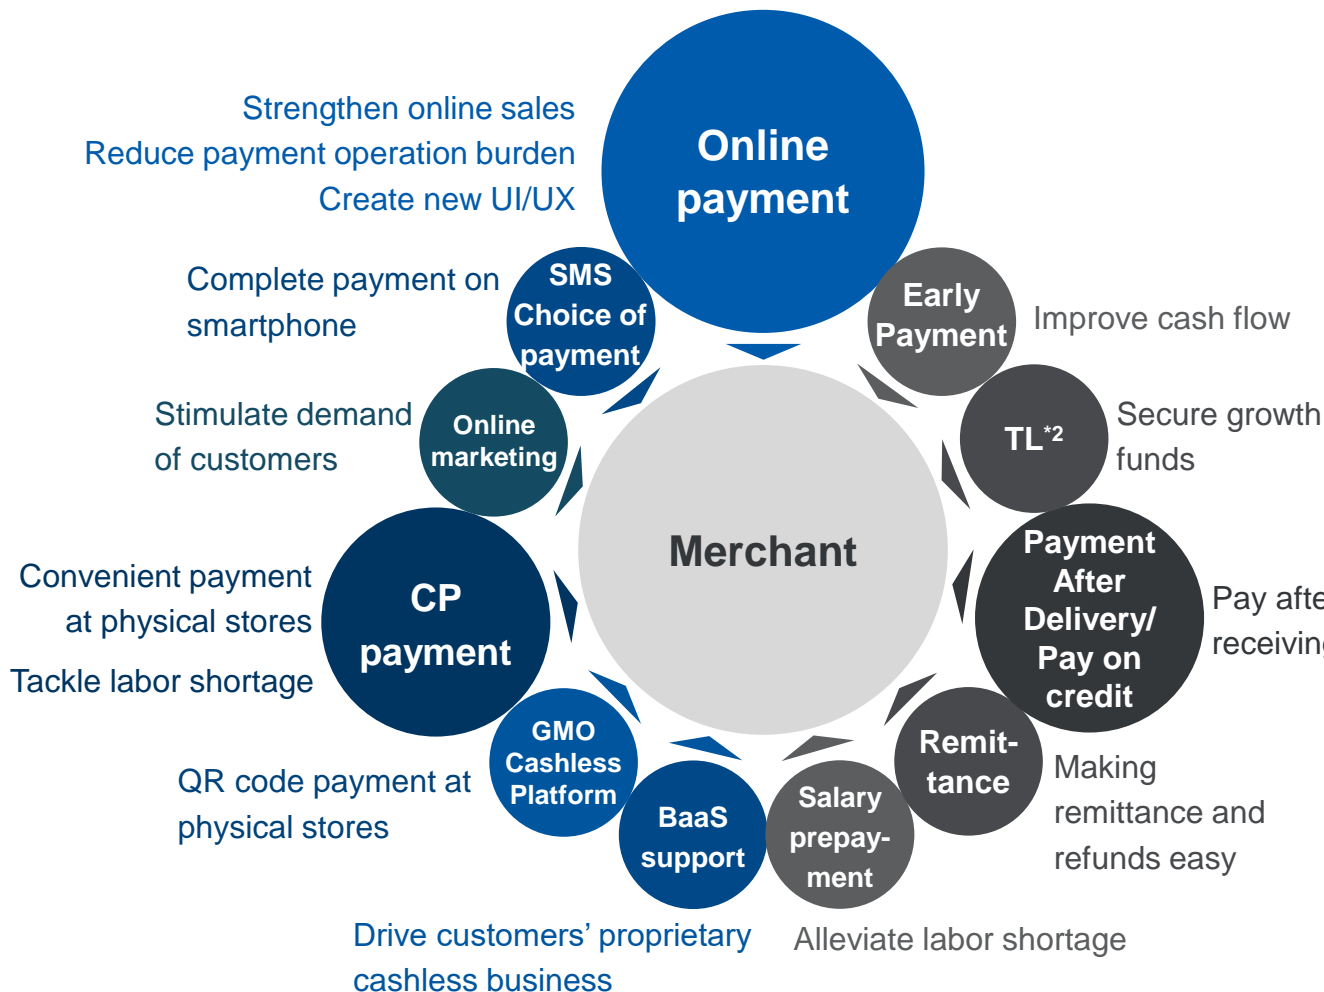 Strengthen online sales
Reduce payment operation burden
Create new UI/UX
Online
payment
Complete payment on
smartphone
SMS
Choice of
payment
Early
Payment
Improve cash flow
Stimulate demand
of customers
Online
marketing
TL*2
Secure growth
funds
Merchant
Convenient payment
at physical stores
Tackle labor shortage
CP
payment
Payment
After
Delivery/
Pay on
credit
Pay afte
receiving
QR code payment at
physical stores
GMO
Cashless
Platform
Remit-
tance
Making
remittance and
refunds easy
BaaS
support
Salary
prepay-
ment
Drive customers’ proprietary
cashless business
Alleviate labor shortage